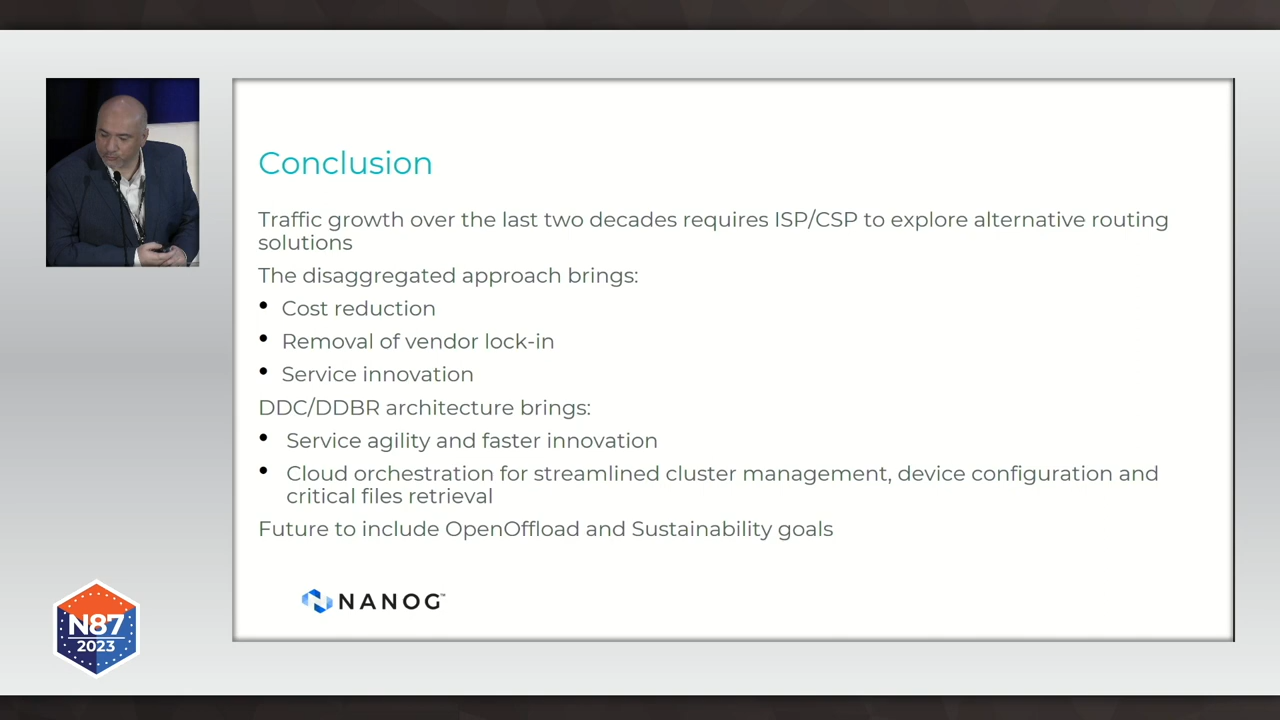 Conclusion
Traffic growth over the last two decades requires ISP/CSP to explore alternative routing
solutions
The disaggregated approach brings:
• Cost reduction
• Removal of vendor lock-in
• Service innovation
DDC/DDBR architecture brings:
• Service agility and faster innovation
• Cloud orchestration for streamlined cluster management, device configuration and
critical files retrieval
Future to include OpenOffload and Sustainability goals
NANOG™
N87
2023